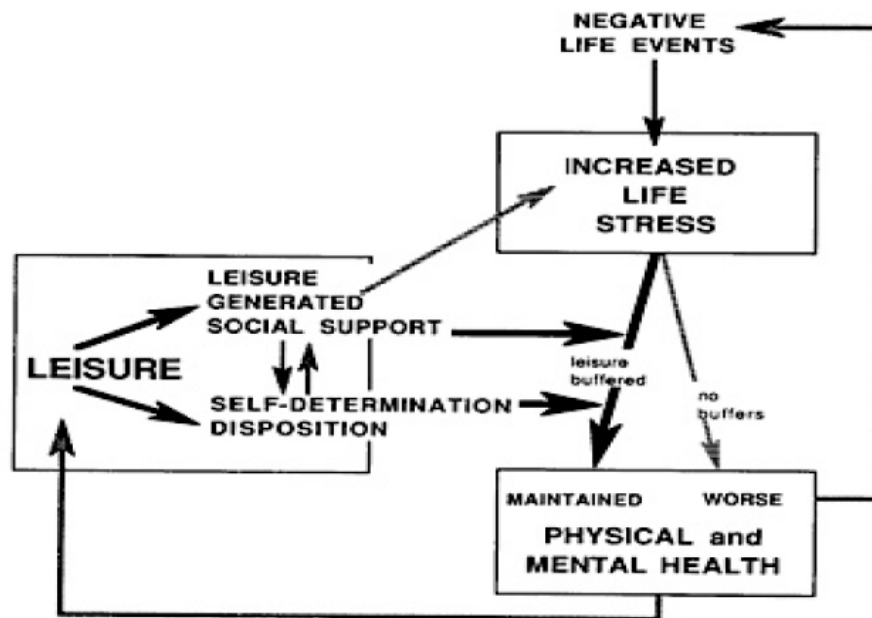 NEGATIVE
LIFE EVENTS
INCREASED
LIFE
STRESS
LEISURE
GENERATED
SOCIAL SUPPORT
LEISURE
SELF-DETERMINATION
DISPOSITION
leisure
buffered
no
buffers
MAINTAINED WORSE
PHYSICAL and
MENTAL HEALTH